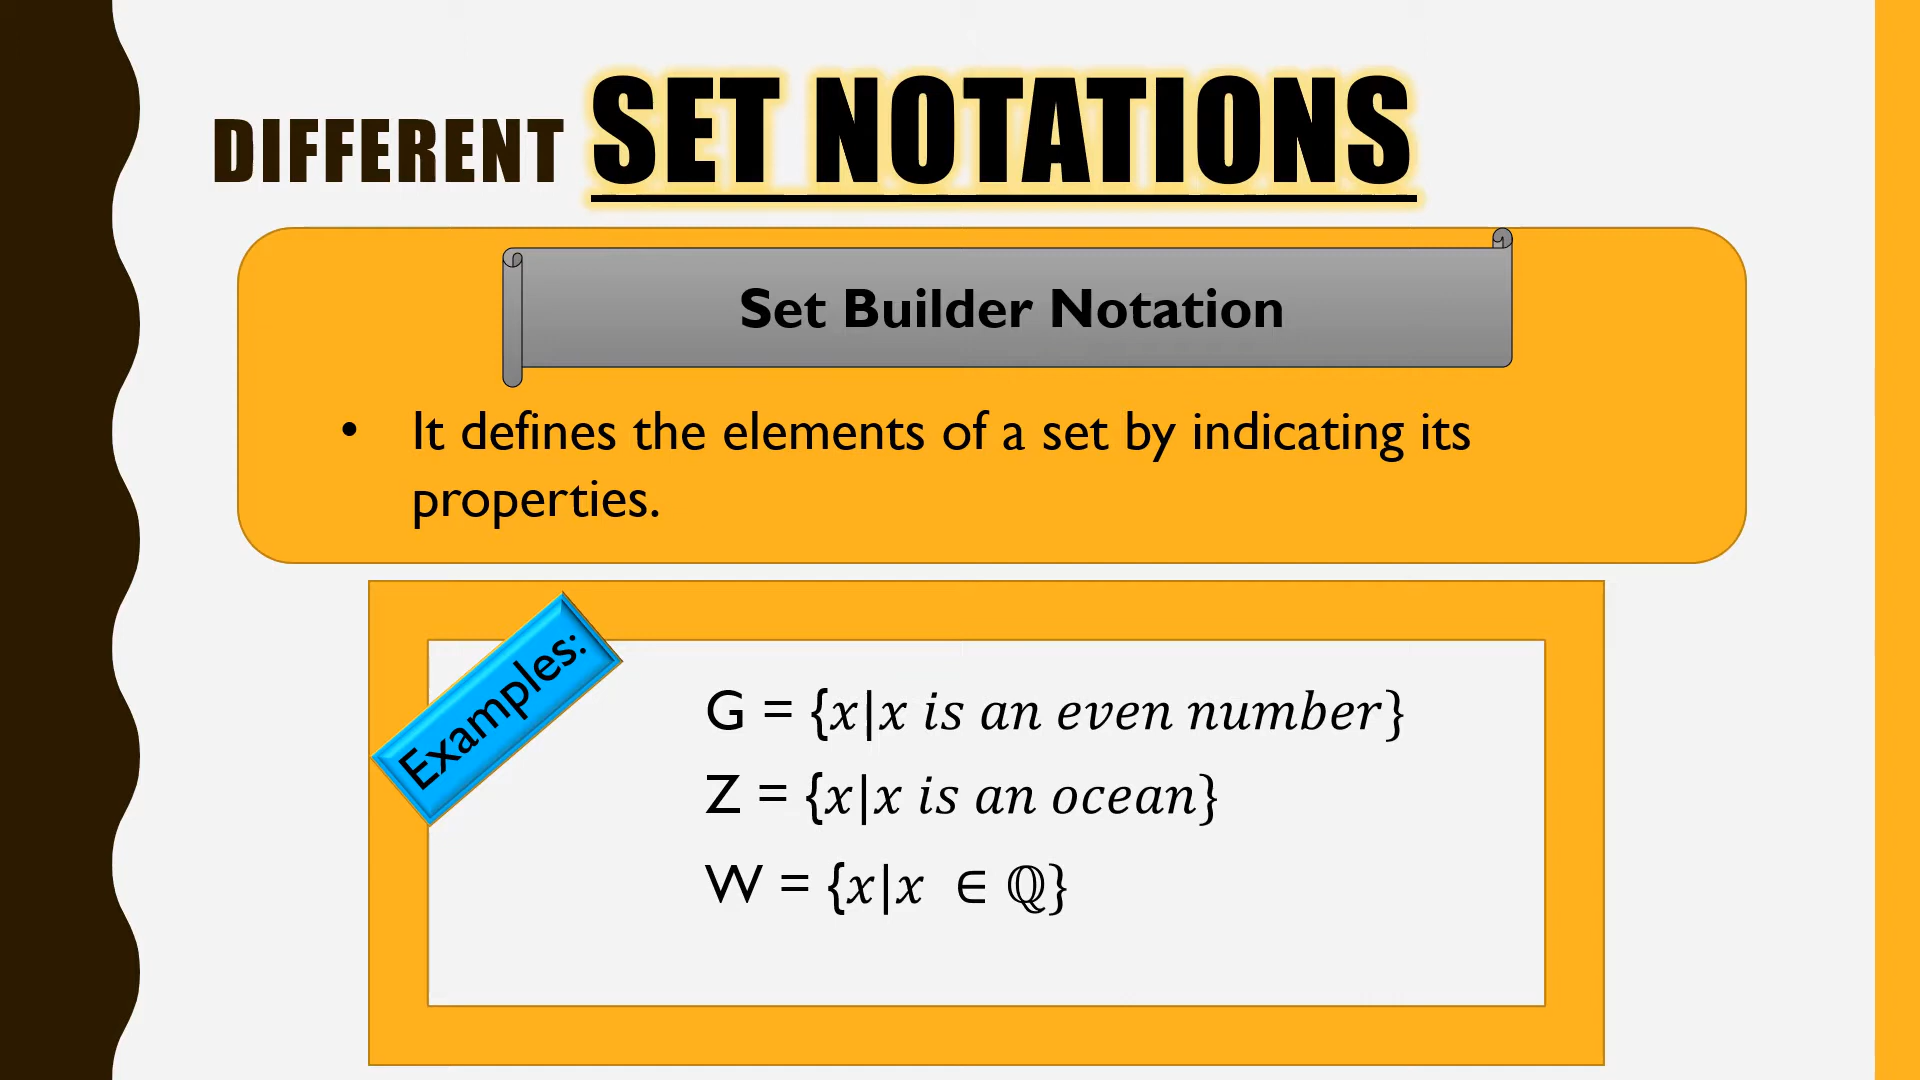 DIFFERENT SET NOTATIONS
Set Builder Notation
• It defines the elements of a set by indicating its
properties.
Examples:
G = {x|x is an even number}
Z = {x|x is an ocean}
W = {x|x ∈ ℚ}